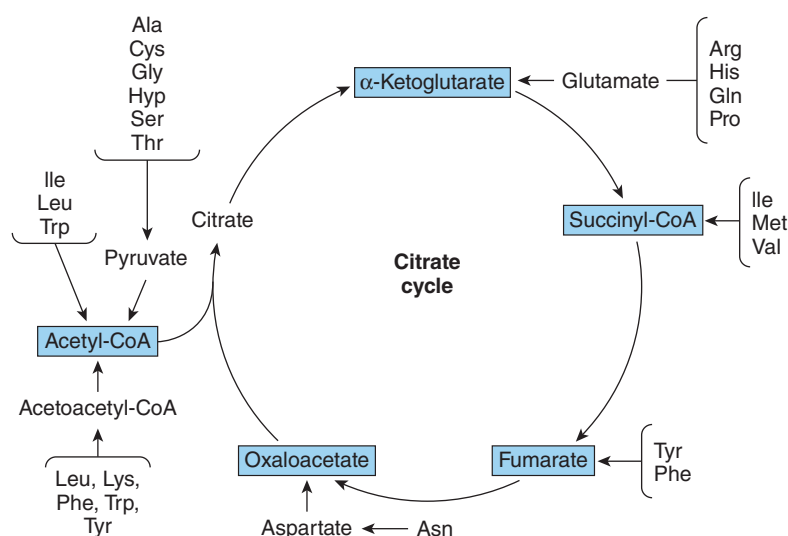 Ala
Cys
Gly
Hyp
Ser
Thr
Ile
Leu
Trp
Pyruvate
Citrate
α-Ketoglutarate
Glutamate
Arg
His
Gln
Pro
Succinyl-CoA
Ile
Met
Val
Citrate
cycle
Acetyl-CoA
Acetoacetyl-CoA
Leu, Lys,
Phe, Trp,
Tyr
Oxaloacetate
Fumarate
Tyr
Phe
Aspartate
Asn